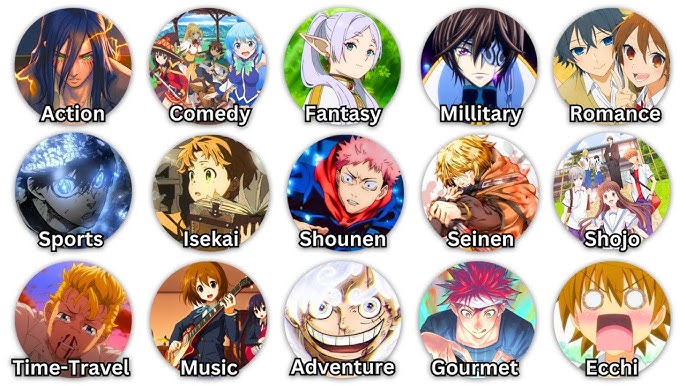 Action
Comedy
Fantasy
Millitary
Romance
Sports
Isekai
Shounen
Seinen
Shojo
Time-Travel
Music
Adventure
Gourmet
Ecchi